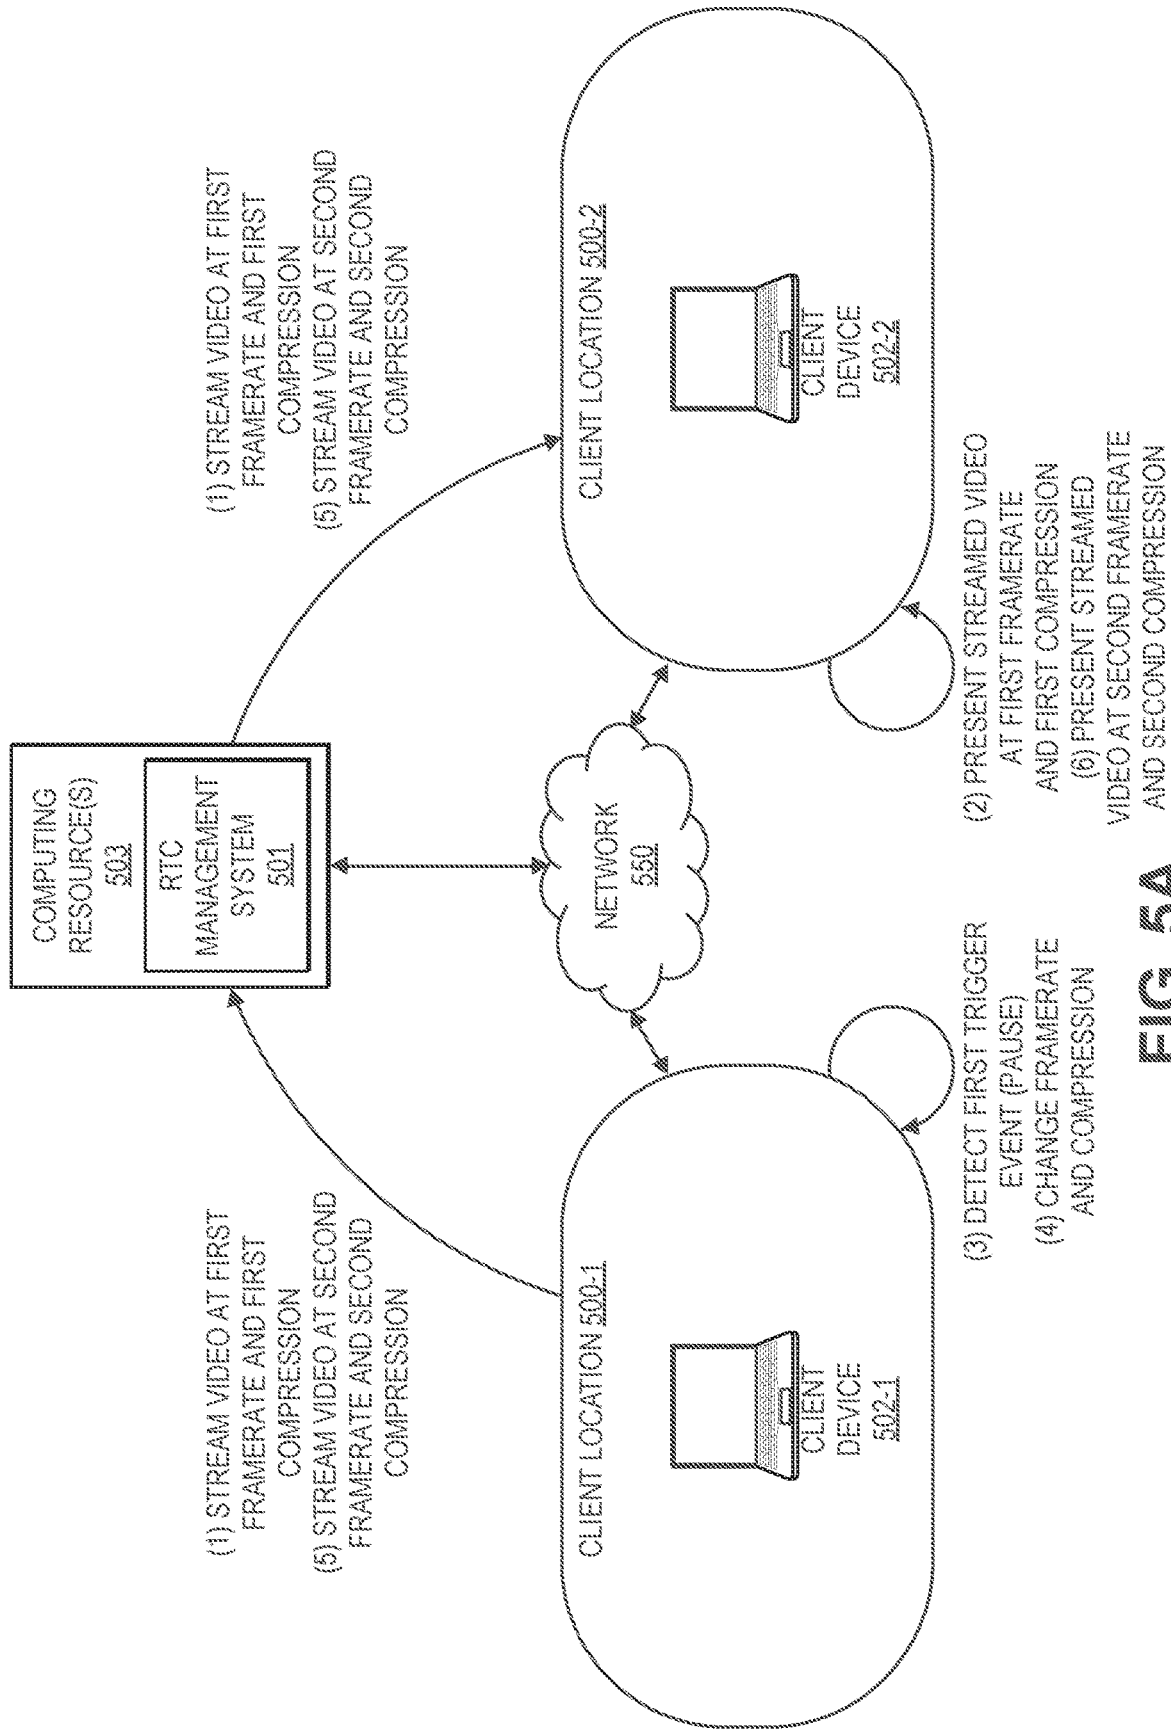 COMPUTING
RESOURCE(S)
503
RTC
MANAGEMENT
SYSTEM
501
(1) STREAM VIDEO AT FIRST
FRAMERATE AND FIRST
COMPRESSION
(5) STREAM VIDEO AT SECOND
FRAMERATE AND SECOND
COMPRESSION
(1) STREAM VIDEO AT FIRST
FRAMERATE AND FIRST
COMPRESSION
(5) STREAM VIDEO AT SECOND
FRAMERATE AND SECOND
COMPRESSION
CLIENT LOCATION 500-1
CLIENT
DEVICE
502-1
NETWORK
550
CLIENT LOCATION 500-2
CLIENT
DEVICE
502-2
(3) DETECT FIRST TRIGGER
EVENT (PAUSE)
(4) CHANGE FRAMERATE
AND COMPRESSION
(2) PRESENT STREAMED VIDEO
AT FIRST FRAMERATE
AND FIRST COMPRESSION
(6) PRESENT STREAMED
VIDEO AT SECOND FRAMERATE
AND SECOND COMPRESSION
FIG. 5A